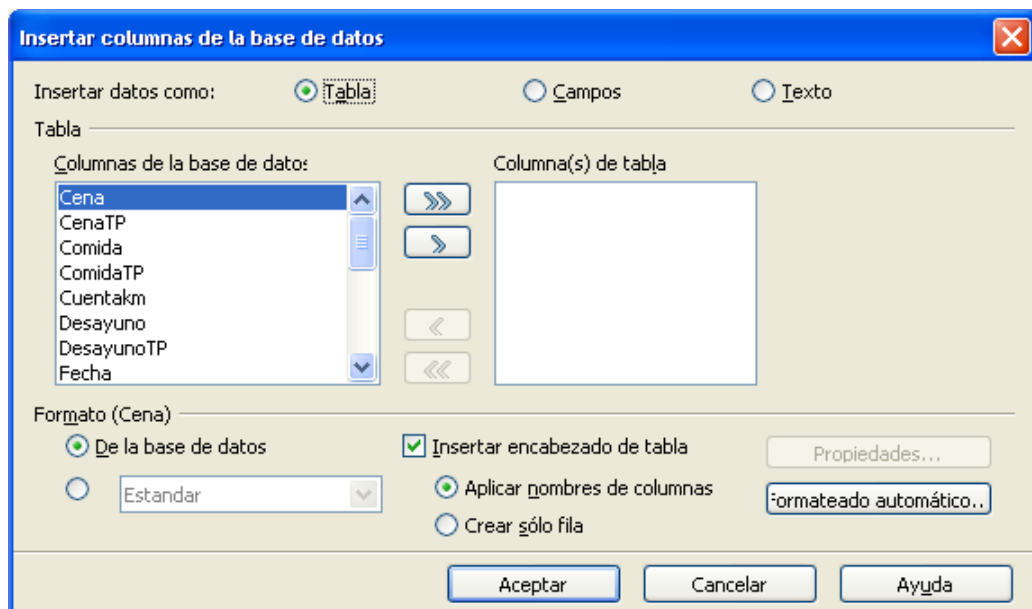 Insertar columnas de la base de datos
Insertar datos como: Tabla Campos Texto
Tabla
Columnas de la base de datos Columna(s) de tabla
Cena
CenaTP
Comida
ComidaTP
Cuentakm
Desayuno
DesayunoTP
Fecha
Formato (Cena)
De la base de datos Insertar encabezado de tabla Propiedades...
Estandar Aplicar nombres de columnas Formateado automático..
Crear sólo fila
Aceptar Cancelar Ayuda